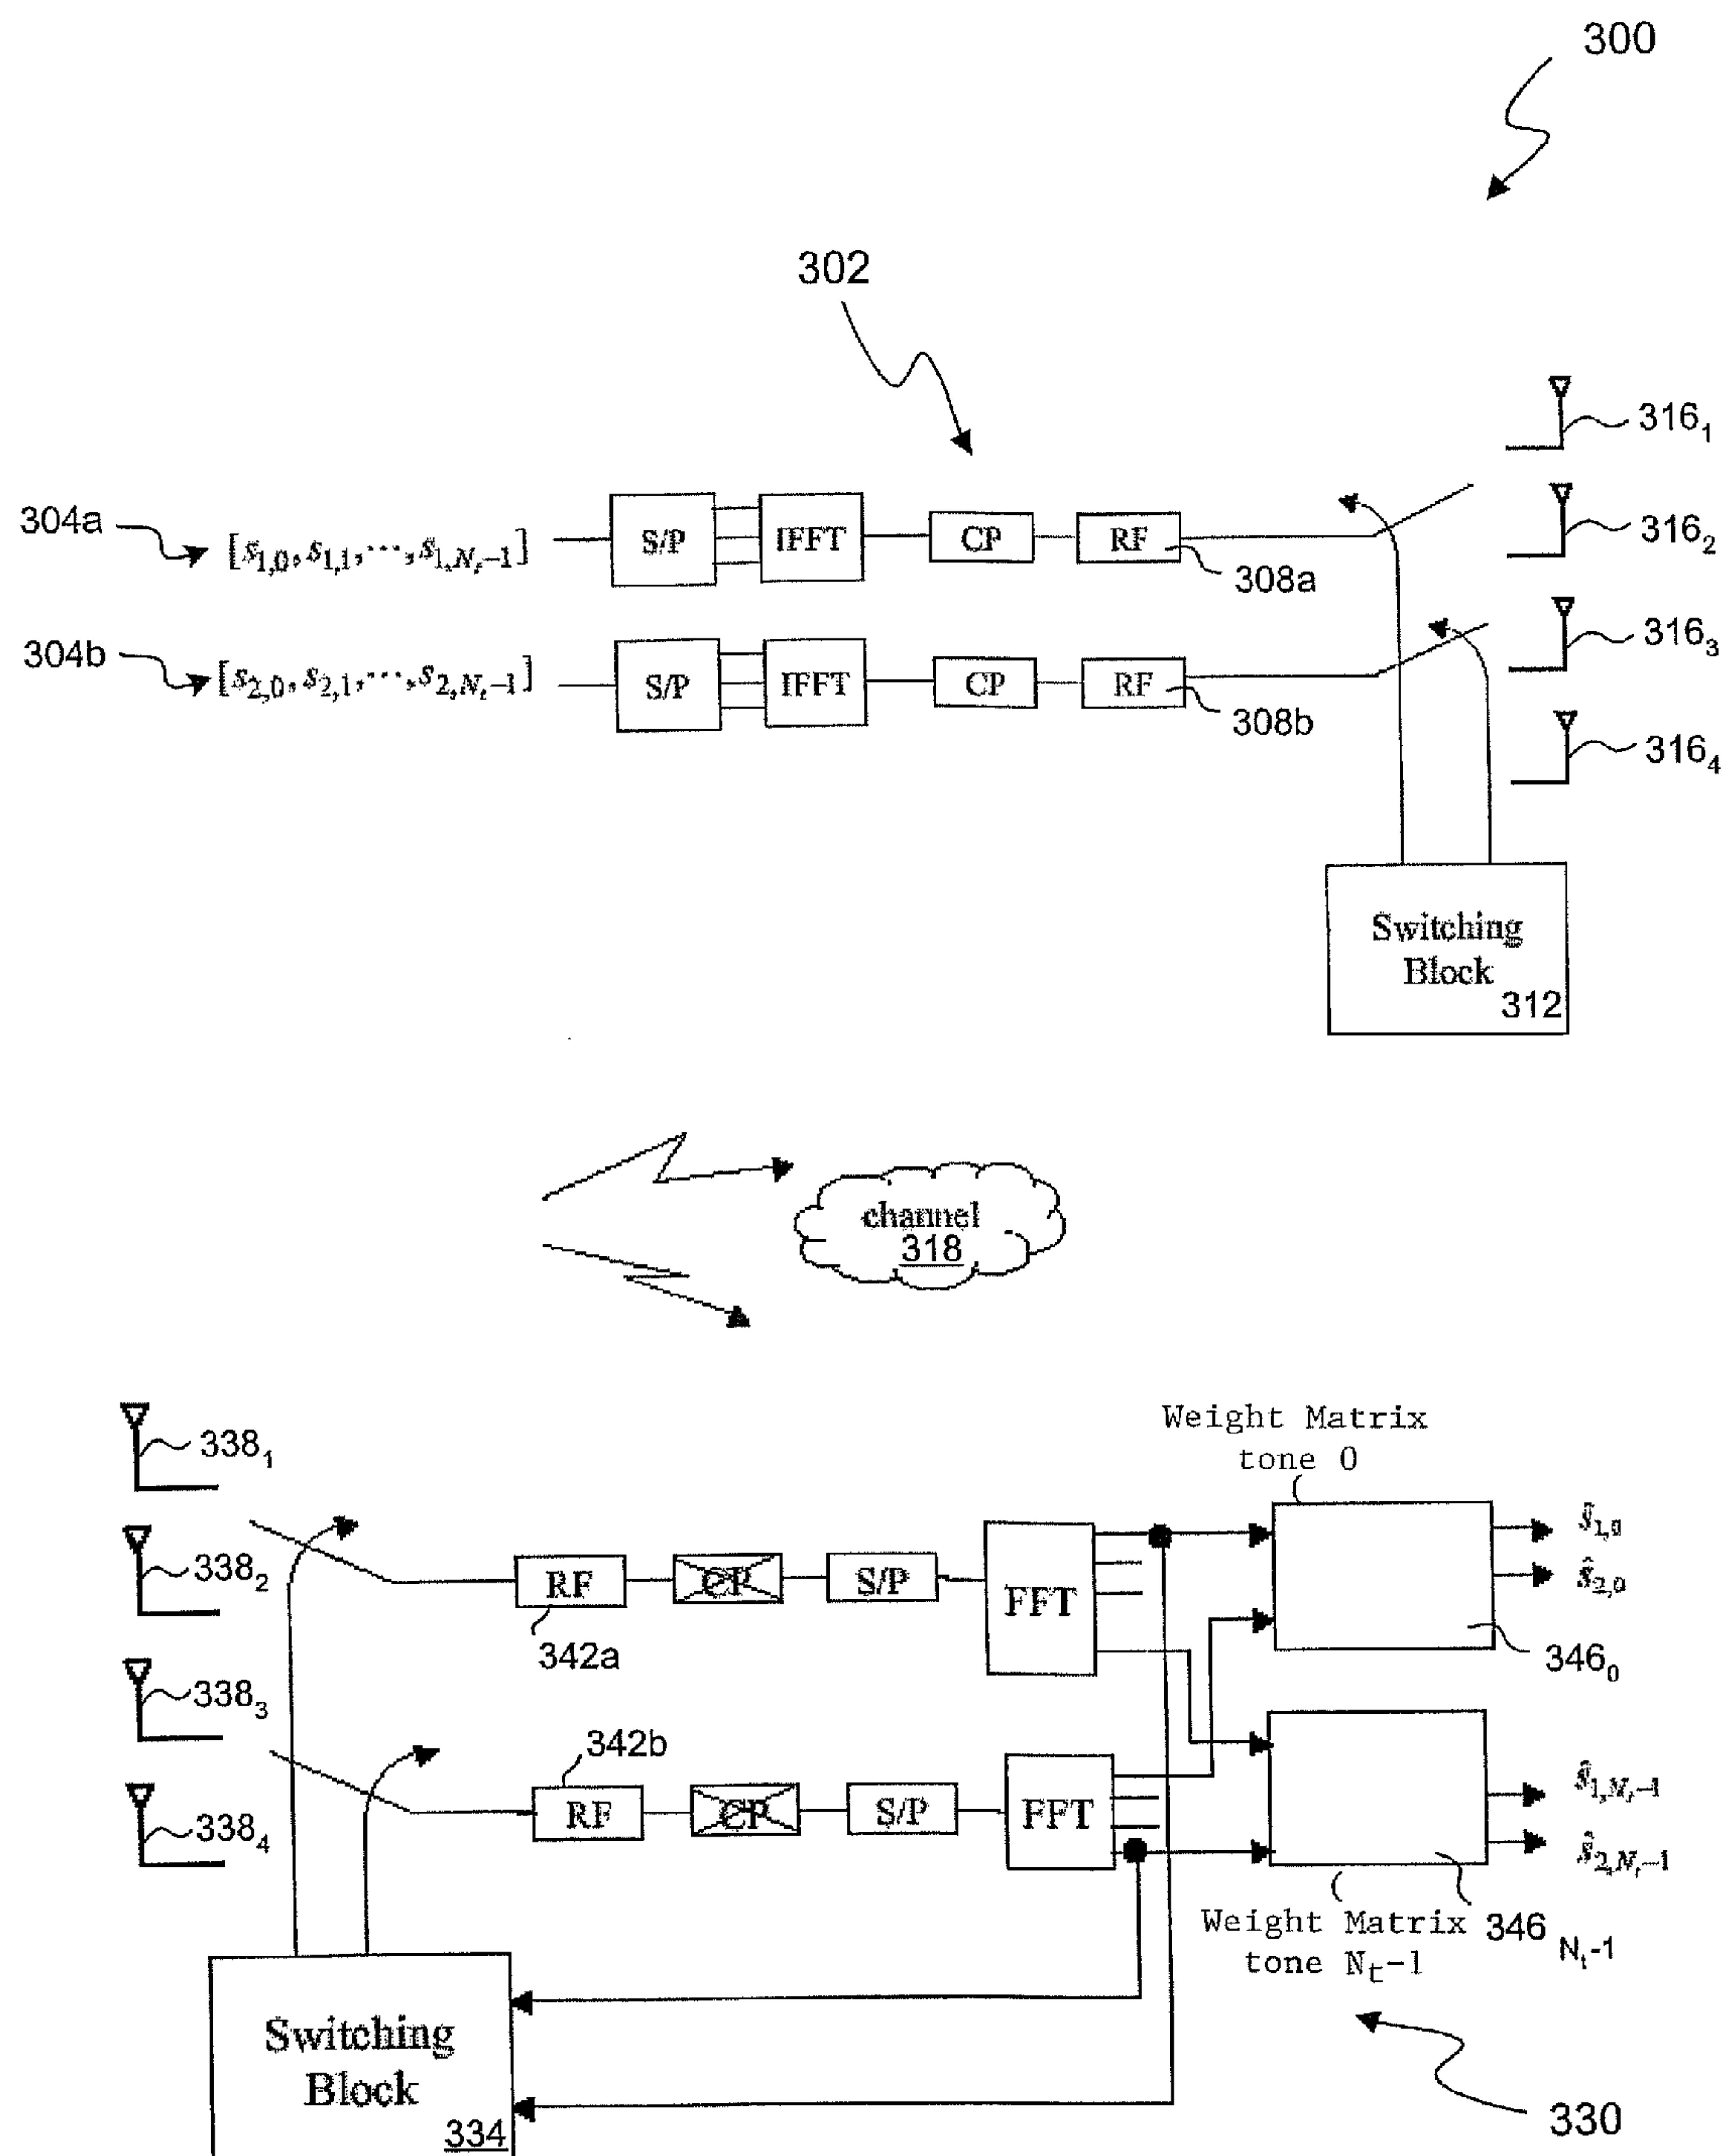 300
302
316₁
304a [s₁,₀, s₁,₁, ⋯, s₁,Nₜ₋₁] S/P IFFT CP RF
308a
316₂
304b [s₂,₀, s₂,₁, ⋯, s₂,Nₜ₋₁] S/P IFFT CP RF
308b
316₃
316₄
Switching
Block
312
channel
318
338₁
338₂
RF CP S/P FFT
342a
Weight Matrix
tone 0
ŝ₁,₀
ŝ₂,₀
346₀
338₃
342b
RF CP S/P FFT
338₄
ŝ₁,Nₜ₋₁
ŝ₂,Nₜ₋₁
Weight Matrix
tone Nₜ-1
346 Nₜ-1
Switching
Block
334
330